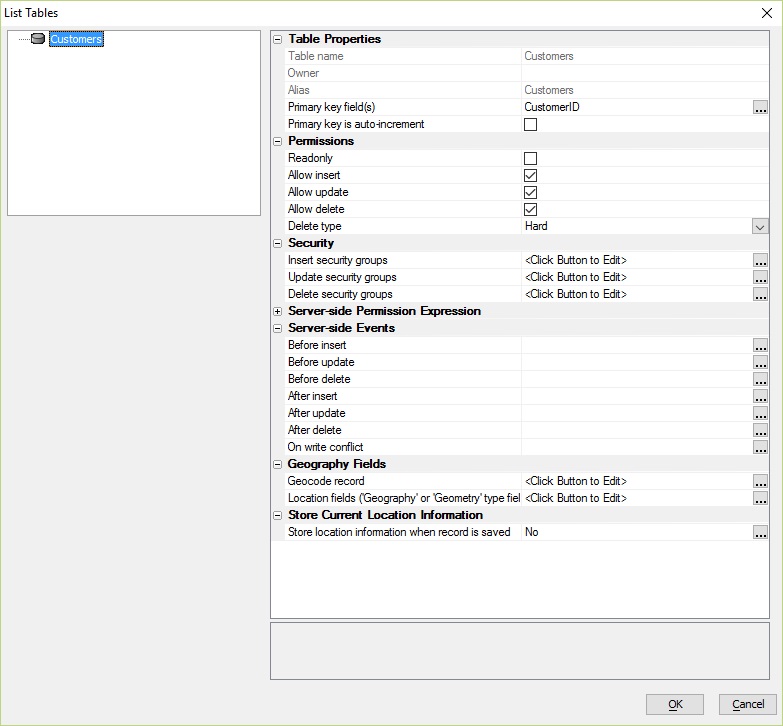 List Tables
Customers
Table Properties
Table name Customers
Owner
Alias Customers
Primary key field(s) CustomerID ...
Primary key is auto-increment
Permissions
Readonly
Allow insert
Allow update
Allow delete
Delete type Hard
Security
Insert security groups <Click Button to Edit> ...
Update security groups <Click Button to Edit> ...
Delete security groups <Click Button to Edit> ...
Server-side Permission Expression
Server-side Events
Before insert ...
Before update ...
Before delete ...
After insert ...
After update ...
After delete ...
On write conflict ...
Geography Fields
Geocode record <Click Button to Edit> ...
Location fields ('Geography' or 'Geometry' type fiel <Click Button to Edit> ...
Store Current Location Information
Store location information when record is saved No ...
OK Cancel